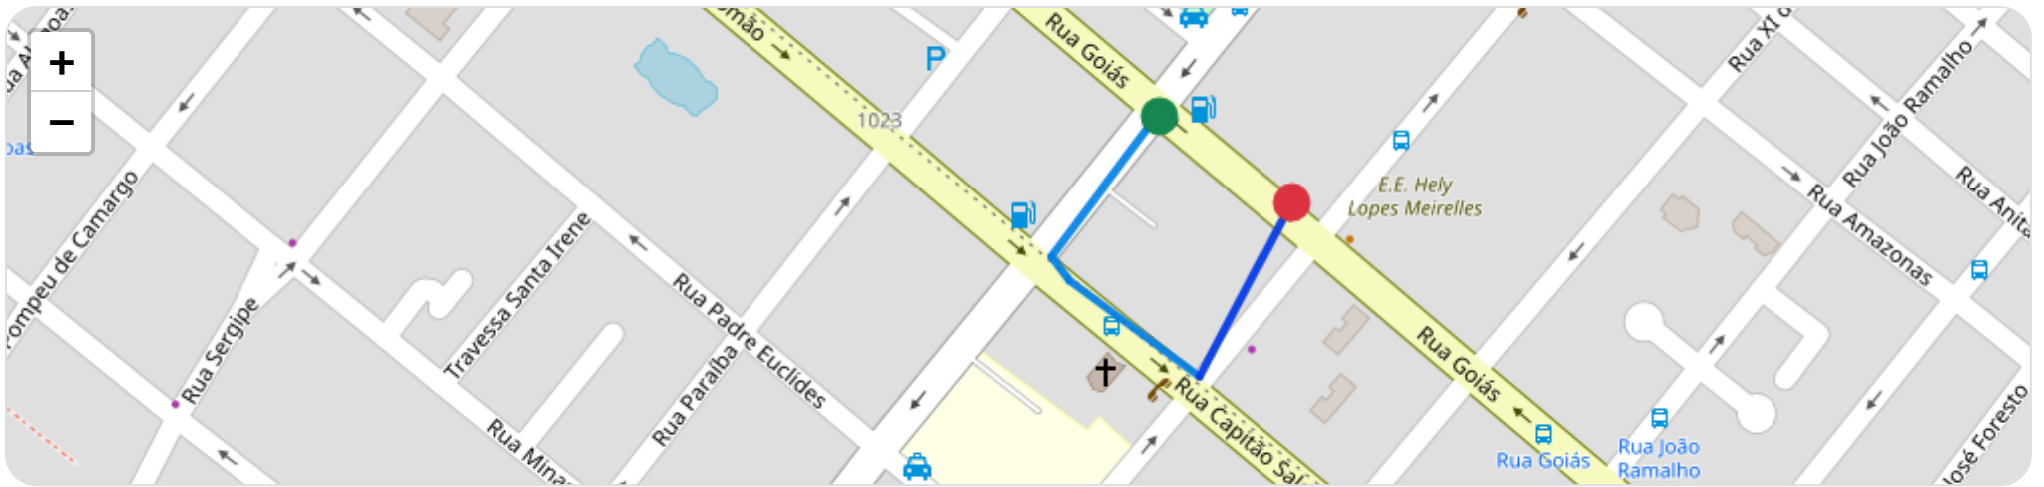 +
−
omão
Rua Goiás
P
1023
Rua XI d
Rua João Ramalho
Rua Anita
Rua Amazonas
E.E. Hely
Lopes Meirelles
oas
Pompeu de Camargo
Rua Sergipe
Travessa Santa Irene
Rua Padre Euclides
Rua Paraíba
Rua Minas
Rua Capitão Sal
Rua Goiás
Rua Goiás
Rua João
Ramalho
José Foresto